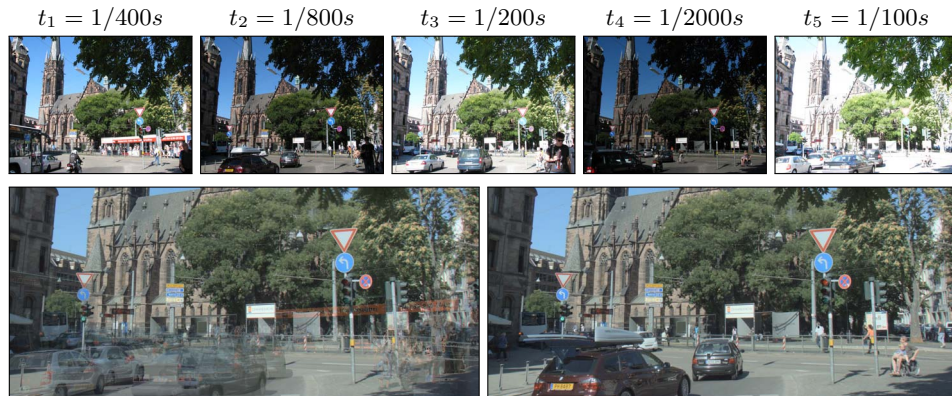 t₁ = 1/400s
t₂ = 1/800s
t₃ = 1/200s
t₄ = 1/2000s
t₅ = 1/100s